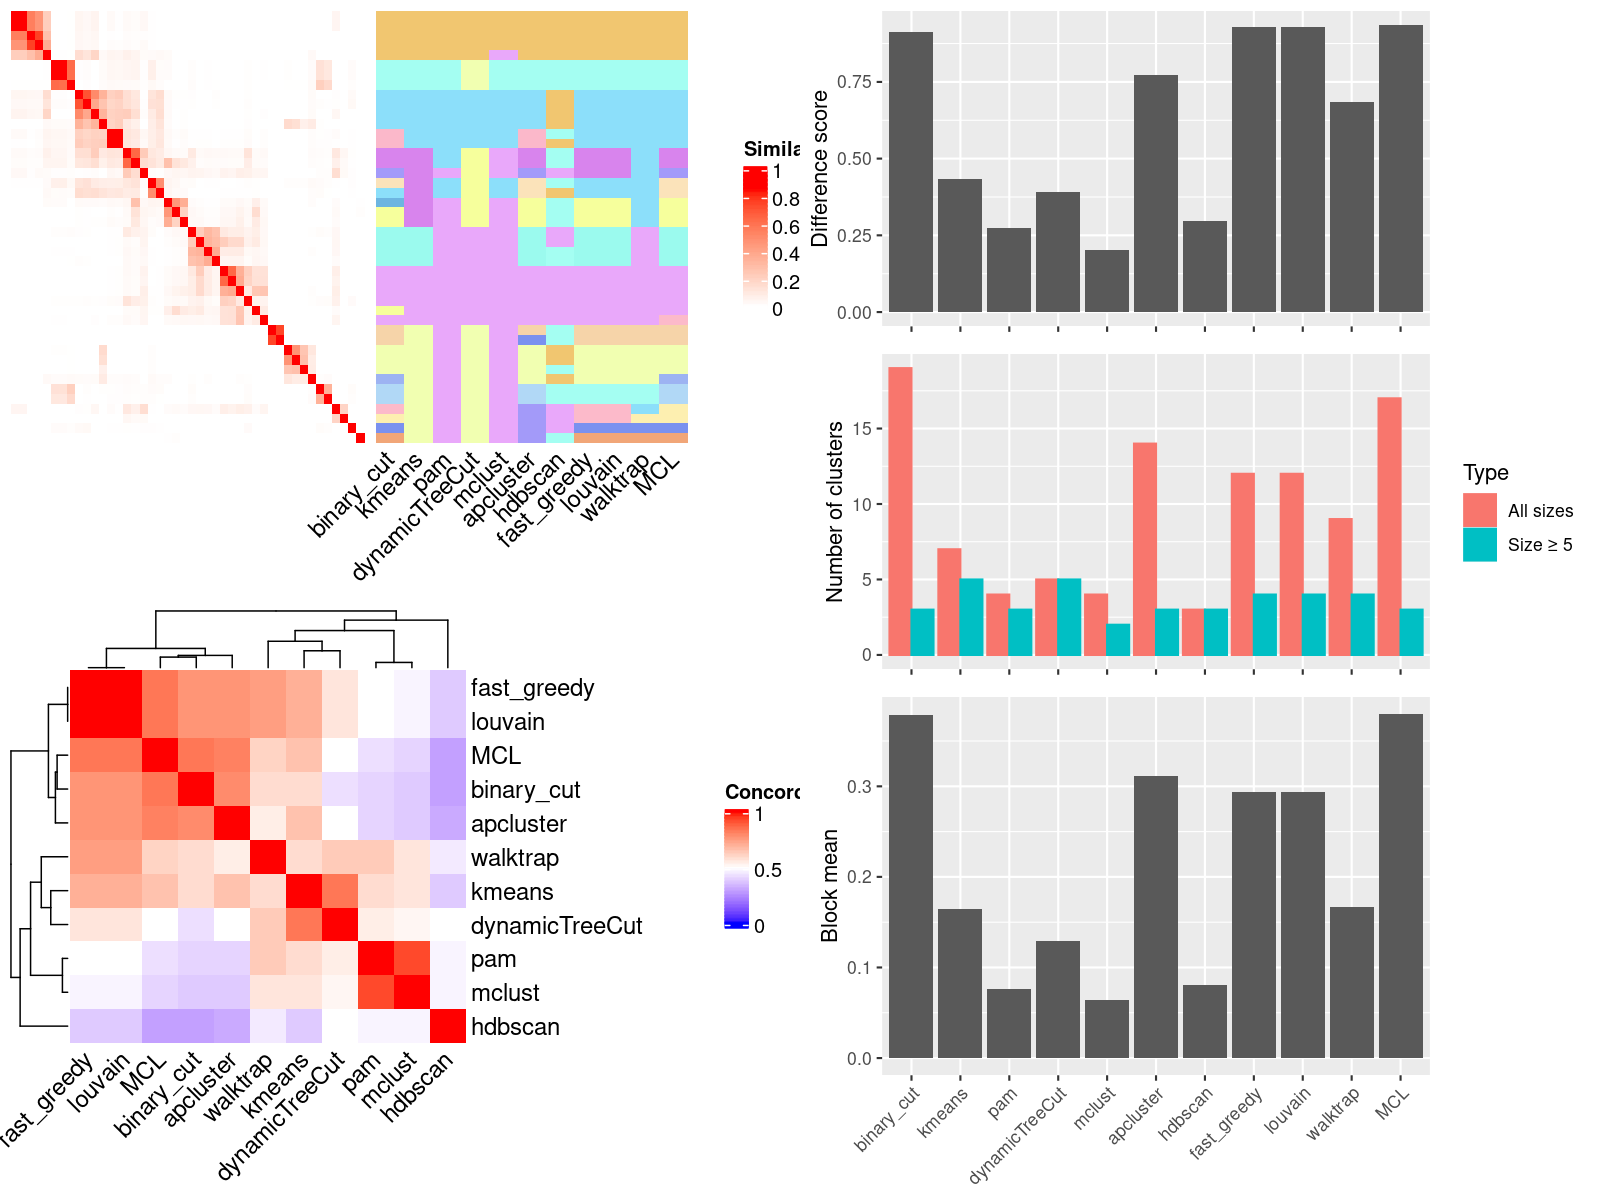 Simila
1
0.8
0.6
0.4
0.2
0
binary_cut
kmeans
pam
dynamicTreeCut
mclust
apcluster
hdbscan
fast_greedy
louvain
walktrap
MCL
Difference score
0.75
0.50
0.25
0.00
Number of clusters
15
10
5
0
Type
All sizes
Size ≥ 5
Block mean
0.3
0.2
0.1
0.0
binary_cut
kmeans
pam
dynamicTreeCut
mclust
apcluster
hdbscan
fast_greedy
louvain
walktrap
MCL
fast_greedy
louvain
MCL
binary_cut
apcluster
walktrap
kmeans
dynamicTreeCut
pam
mclust
hdbscan
Concord
1
0.5
0
fast_greedy
louvain
MCL
binary_cut
apcluster
walktrap
kmeans
dynamicTreeCut
pam
mclust
hdbscan